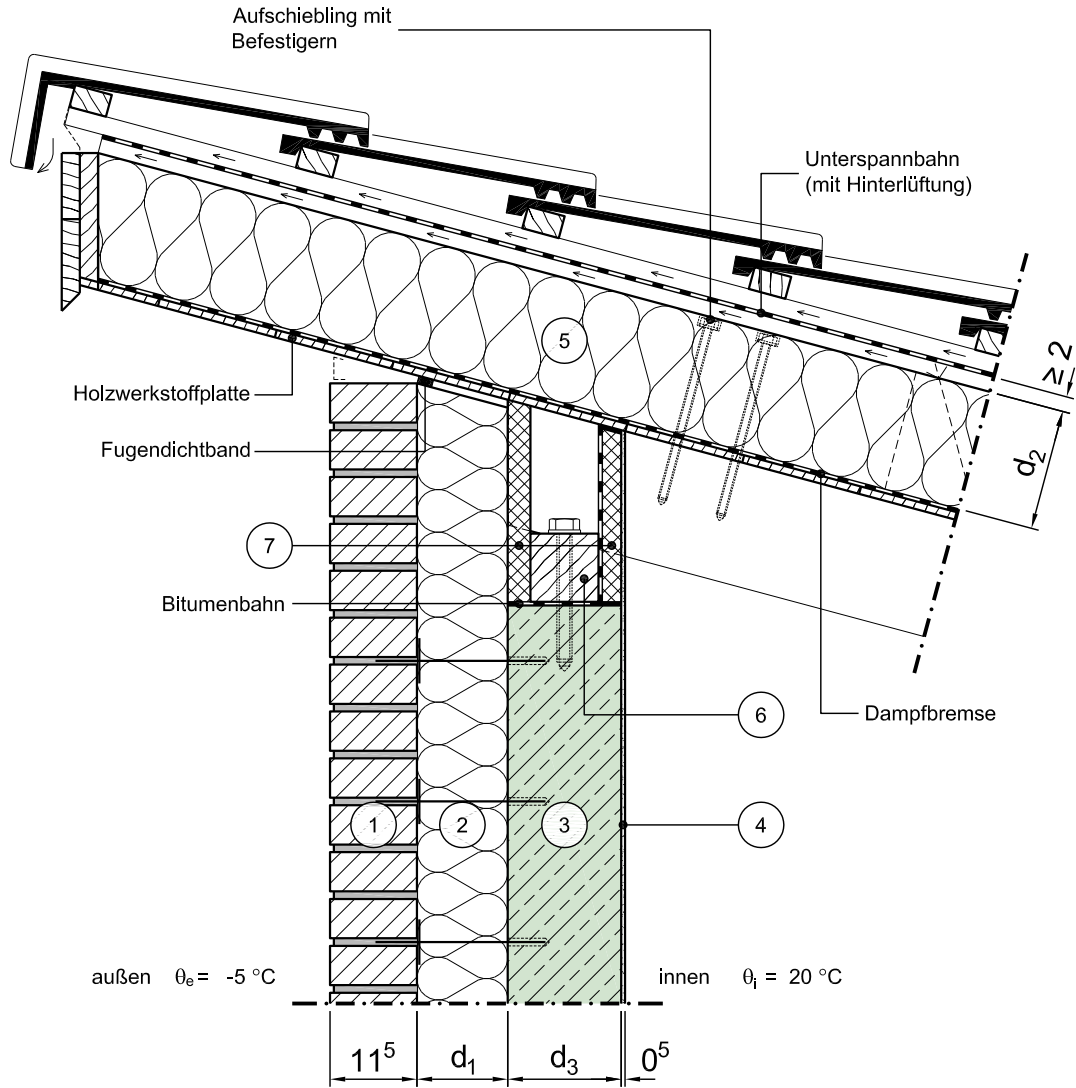 Aufschiebling mit
Befestigern
Unterspannbahn
(mit Hinterlüftung)
5
≥ 2
d₂
Holzwerkstoffplatte
Fugendichtband
7
Bitumenbahn
6
Dampfbremse
1
2
3
4
außen θₑ = -5 °C
innen θᵢ = 20 °C
11⁵
d₁
d₃
0⁵